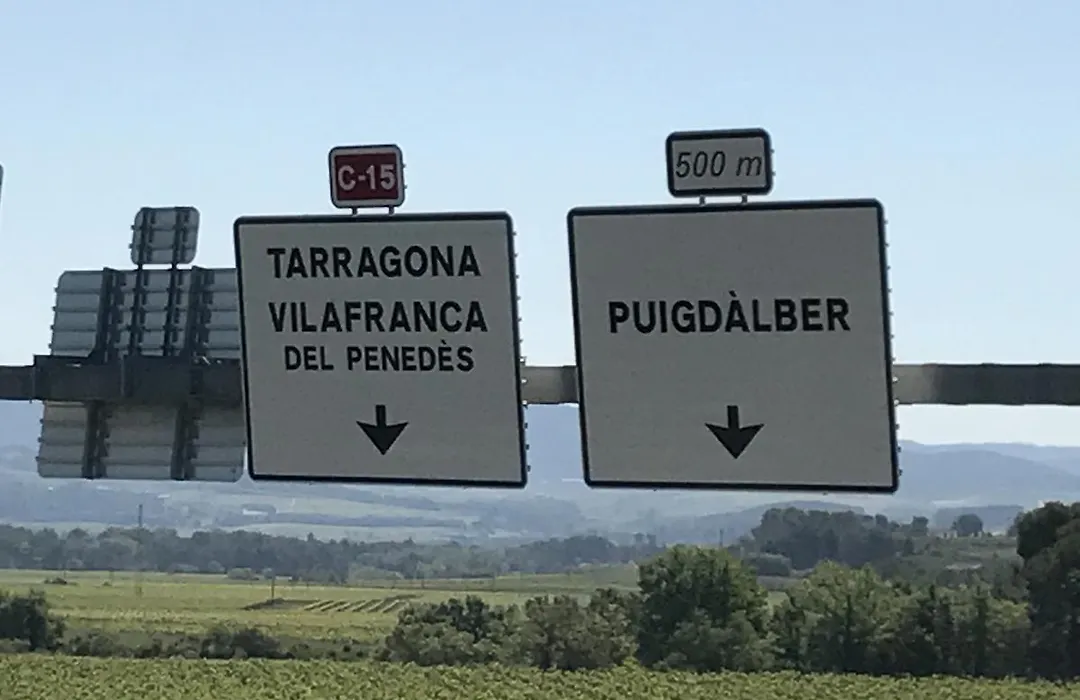 C-15
TARRAGONA
VILAFRANCA
DEL PENEDÈS
500 m
PUIGDÀLBER